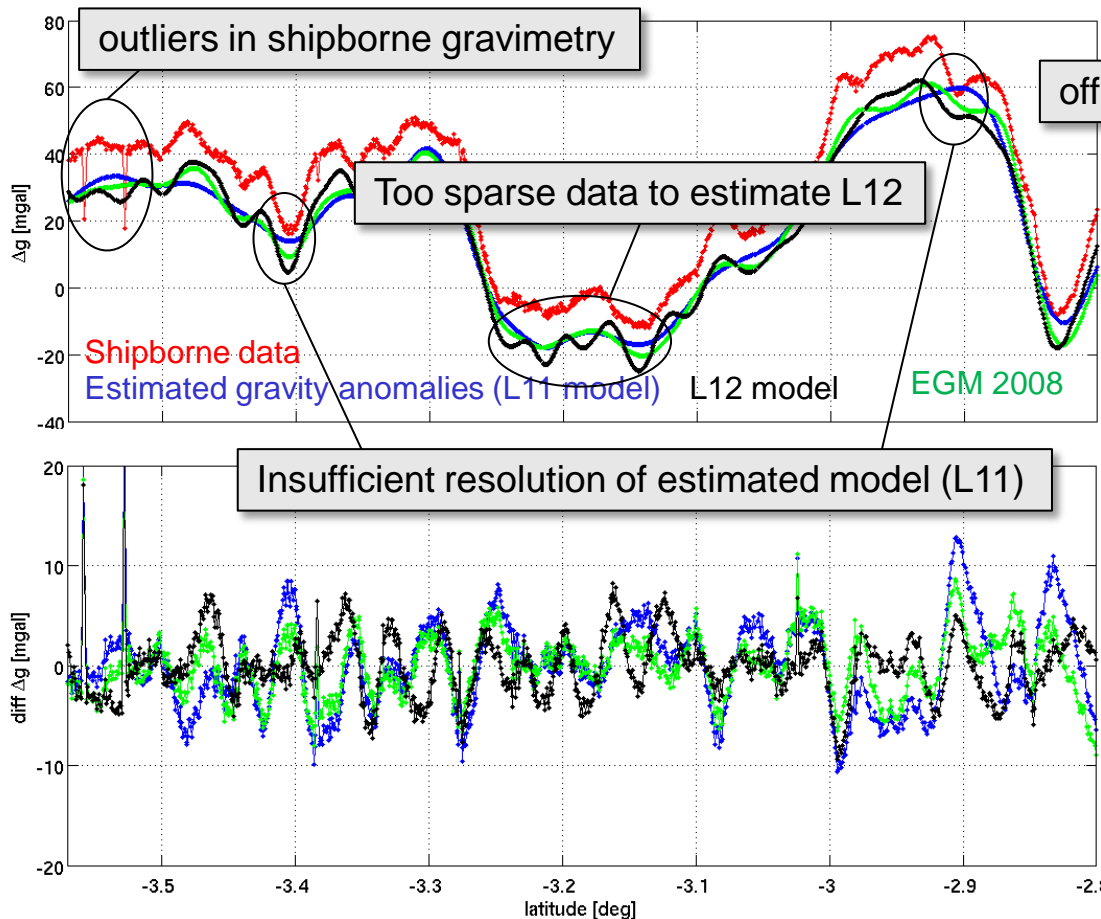 80
60
40
20
0
-20
-40
Δg [mgal]
outliers in shipborne gravimetry
off
Too sparse data to estimate L12
Shipborne data
Estimated gravity anomalies (L11 model)
L12 model
EGM 2008
Insufficient resolution of estimated model (L11)
20
10
0
-10
-20
diff Δg [mgal]
-3.5
-3.4
-3.3
-3.2
-3.1
-3
-2.9
-2.8
latitude [deg]